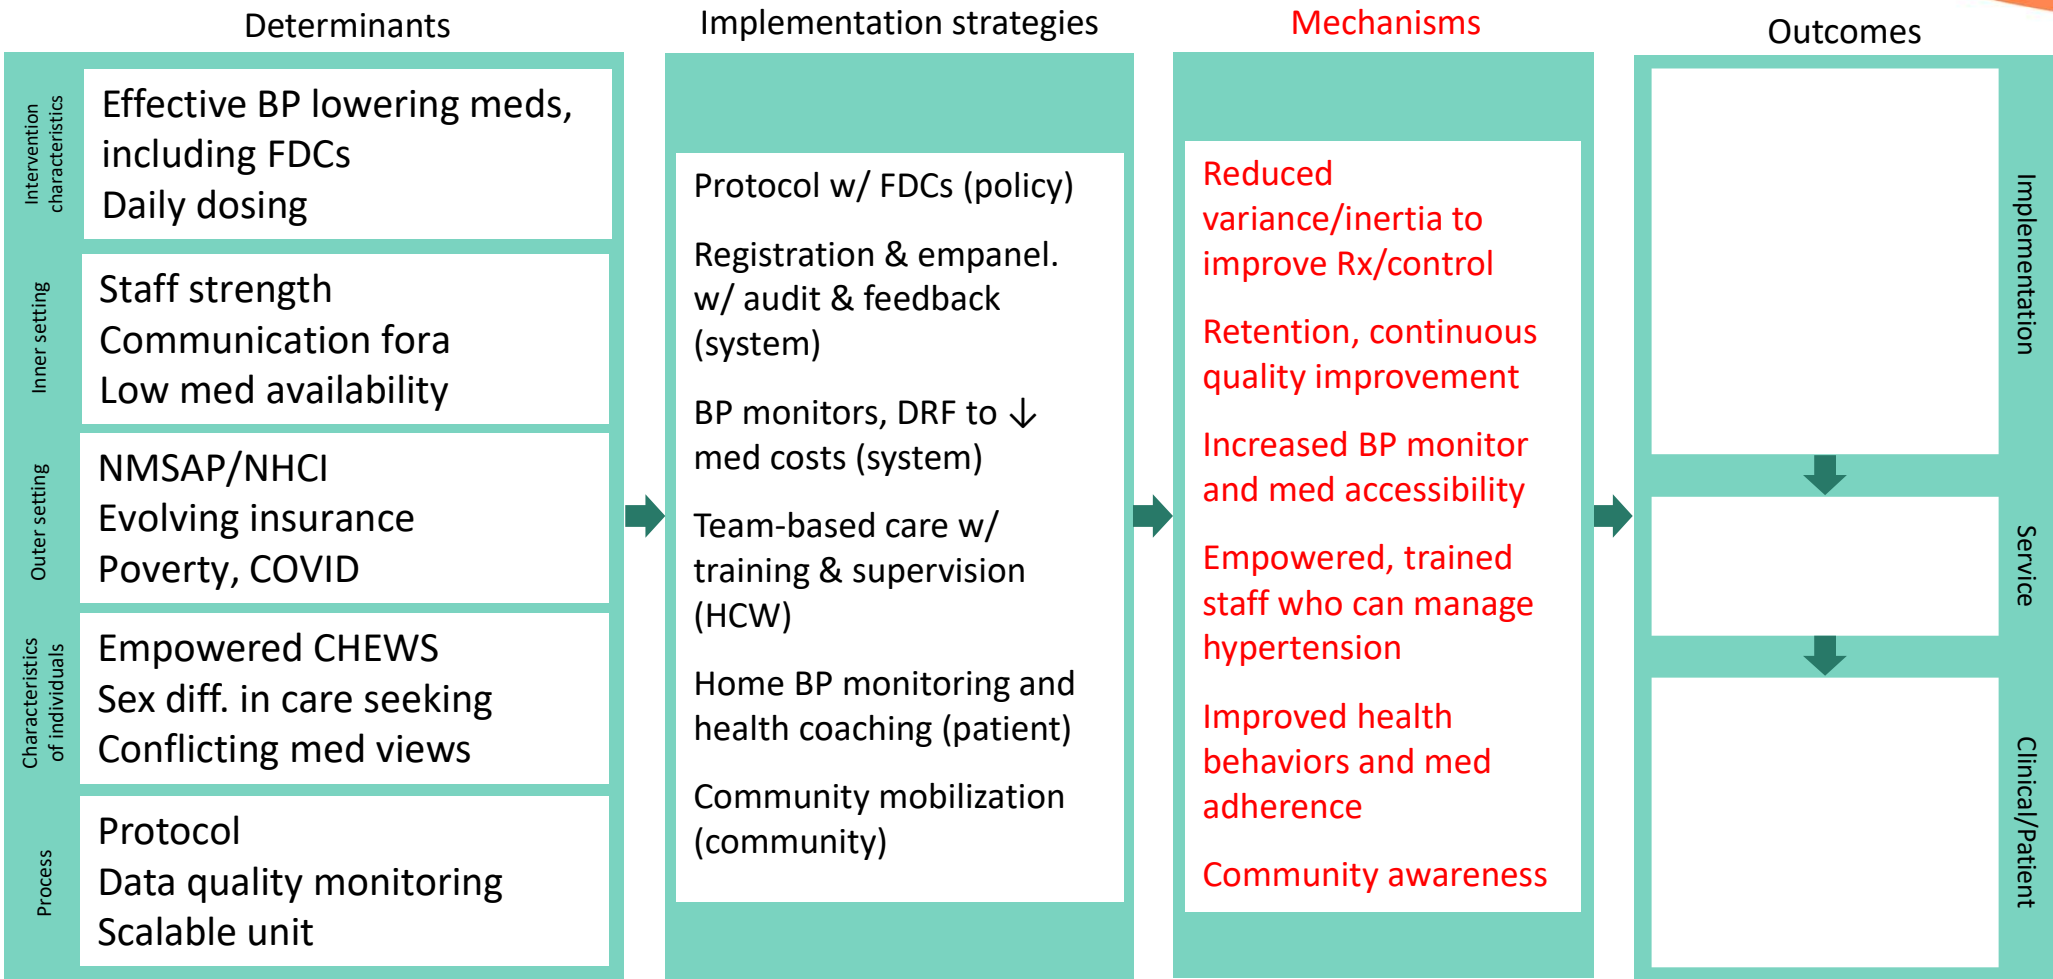 Determinants
Intervention
characteristics
Effective BP lowering meds,
including FDCs
Daily dosing
Inner setting
Staff strength
Communication fora
Low med availability
Outer setting
NMSAP/NHCI
Evolving insurance
Poverty, COVID
Characteristics
of individuals
Empowered CHEWS
Sex diff. in care seeking
Conflicting med views
Process
Protocol
Data quality monitoring
Scalable unit
Implementation strategies
Protocol w/ FDCs (policy)
Registration & empanel.
w/ audit & feedback
(system)
BP monitors, DRF to ↓
med costs (system)
Team-based care w/
training & supervision
(HCW)
Home BP monitoring and
health coaching (patient)
Community mobilization
(community)
Mechanisms
Reduced
variance/inertia to
improve Rx/control
Retention, continuous
quality improvement
Increased BP monitor
and med accessibility
Empowered, trained
staff who can manage
hypertension
Improved health
behaviors and med
adherence
Community awareness
Outcomes
Implementation
Service
Clinical/Patient